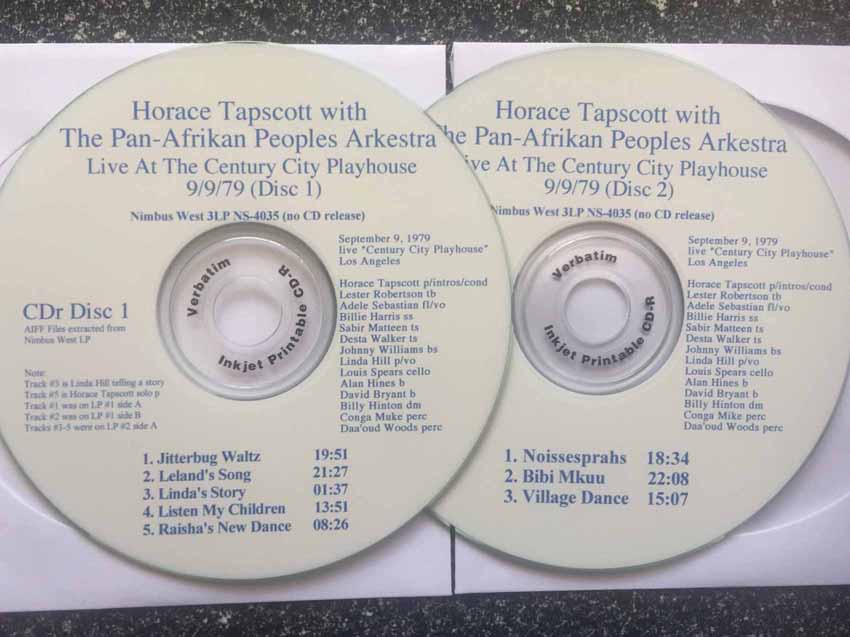 Horace Tapscott with
The Pan-Afrikan Peoples Arkestra
Live At The Century City Playhouse
9/9/79 (Disc 1)
Nimbus West 3LP NS-4035 (no CD release)
September 9, 1979
live "Century City Playhouse"
Los Angeles
Verbatim
Inkjet Printable CD-R
CDr Disc 1
AIFF Files extracted from
Nimbus West LP
Note:
Track #3 is Linda Hill telling a story
Track #5 is Horace Tapscott solo p
Track #1 was on LP #1 side A
Track #2 was on LP #1 side B
Tracks #3-5 were on LP #2 side A
Horace Tapscott p/intros/cond
Lester Robertson tb
Adele Sebastian fl/vo
Billie Harris ss
Sabir Matteen ts
Desta Walker ts
Johnny Williams bs
Linda Hill p/vo
Louis Spears cello
Alan Hines b
David Bryant b
Billy Hinton dm
Conga Mike perc
Daa'oud Woods perc
1. Jitterbug Waltz 19:51
2. Leland's Song 21:27
3. Linda's Story 01:37
4. Listen My Children 13:51
5. Raisha's New Dance 08:26
Horace Tapscott with
he Pan-Afrikan Peoples Arkestra
ve At The Century City Playhouse
9/9/79 (Disc 2)
Nimbus West 3LP NS-4035 (no CD release)
September 9, 1979
live "Century City Playhouse"
Los Angeles
Verbatim
Inkjet Printable CD-R
Horace Tapscott p/intros/cond
Lester Robertson tb
Adele Sebastian fl/vo
Billie Harris ss
Sabir Matteen ts
Desta Walker ts
Johnny Williams bs
Linda Hill p/vo
Louis Spears cello
Alan Hines b
David Bryant b
Billy Hinton dm
Conga Mike perc
Daa'oud Woods perc
1. Noissesprahs 18:34
2. Bibi Mkuu 22:08
3. Village Dance 15:07